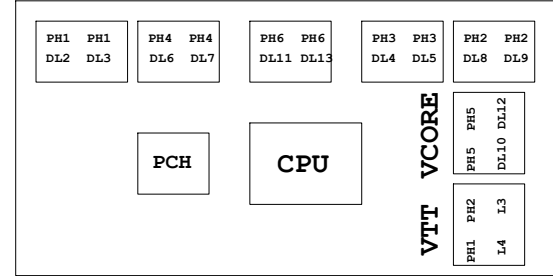 PH1 PH1
DL2 DL3
PH4 PH4
DL6 DL7
PH6 PH6
DL11 DL13
PH3 PH3
DL4 DL5
PH2 PH2
DL8 DL9
PCH
CPU
VCORE
PH5 PH5
DL10 DL12
VTT
PH1 PH2
L4 L3